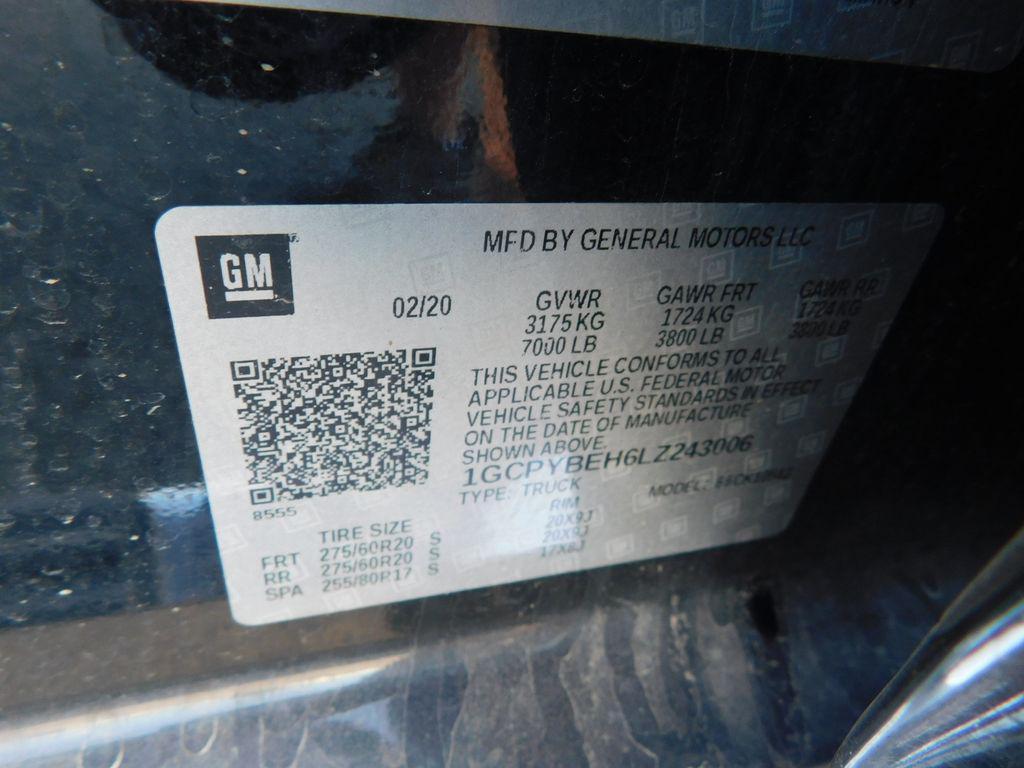 GM
MFD BY GENERAL MOTORS LLC
02/20
GVWR GAWR FRT GAWR RR
3175 KG 1724 KG 1724 KG
7000 LB 3800 LB 3800 LB
THIS VEHICLE CONFORMS TO ALL
APPLICABLE U.S. FEDERAL MOTOR
VEHICLE SAFETY STANDARDS IN EFFECT
ON THE DATE OF MANUFACTURE
SHOWN ABOVE.
1GCPYBEH6LZ243006
TYPE: TRUCK MODEL:
8555
TIRE SIZE RIM
FRT 275/60R20 S 20X9J
RR 275/60R20 S 20X9J
SPA 255/80R17 S 17X8J